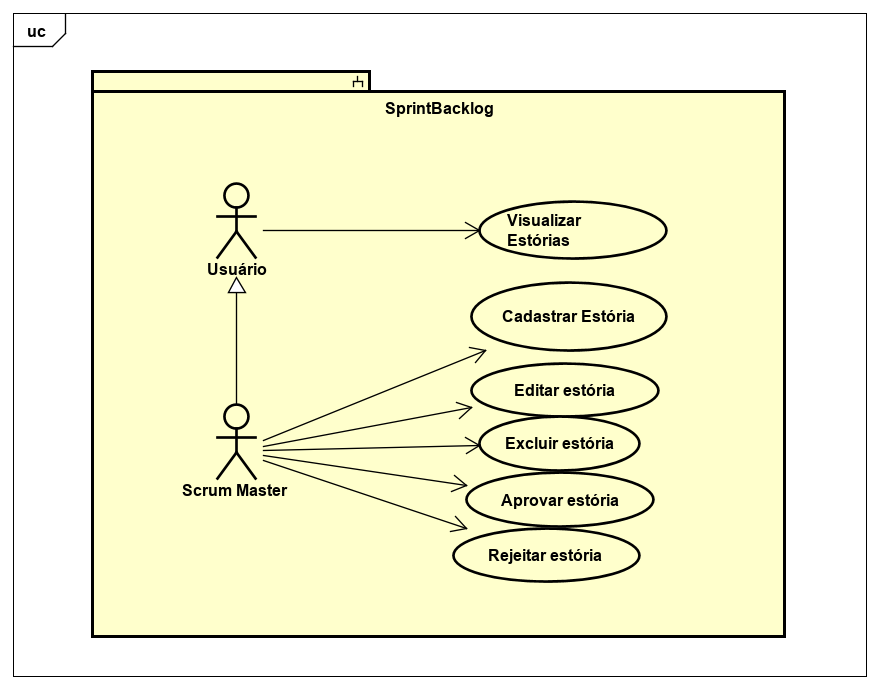 uc
SprintBacklog
Visualizar
Estórias
Usuário
Cadastrar Estória
Editar estória
Excluir estória
Scrum Master
Aprovar estória
Rejeitar estória